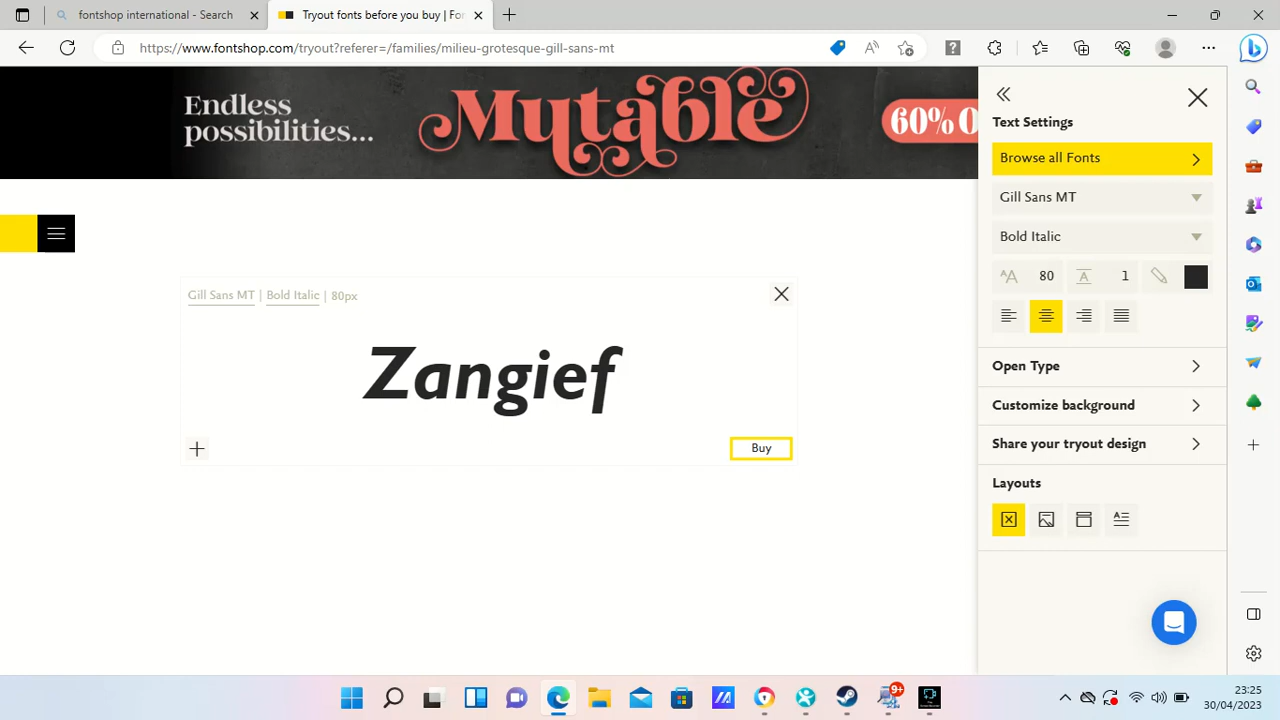 fontshop international - Search
Tryout fonts before you buy | Fon
https://www.fontshop.com/tryout?referer=/families/milieu-grotesque-gill-sans-mt
Endless
possibilities...
Mutable
60% O
Text Settings
Browse all Fonts
Gill Sans MT
Bold Italic
80
1
Open Type
Customize background
Share your tryout design
Layouts
Gill Sans MT | Bold Italic | 80px
Zangief
Buy
9+
23:25
30/04/2023